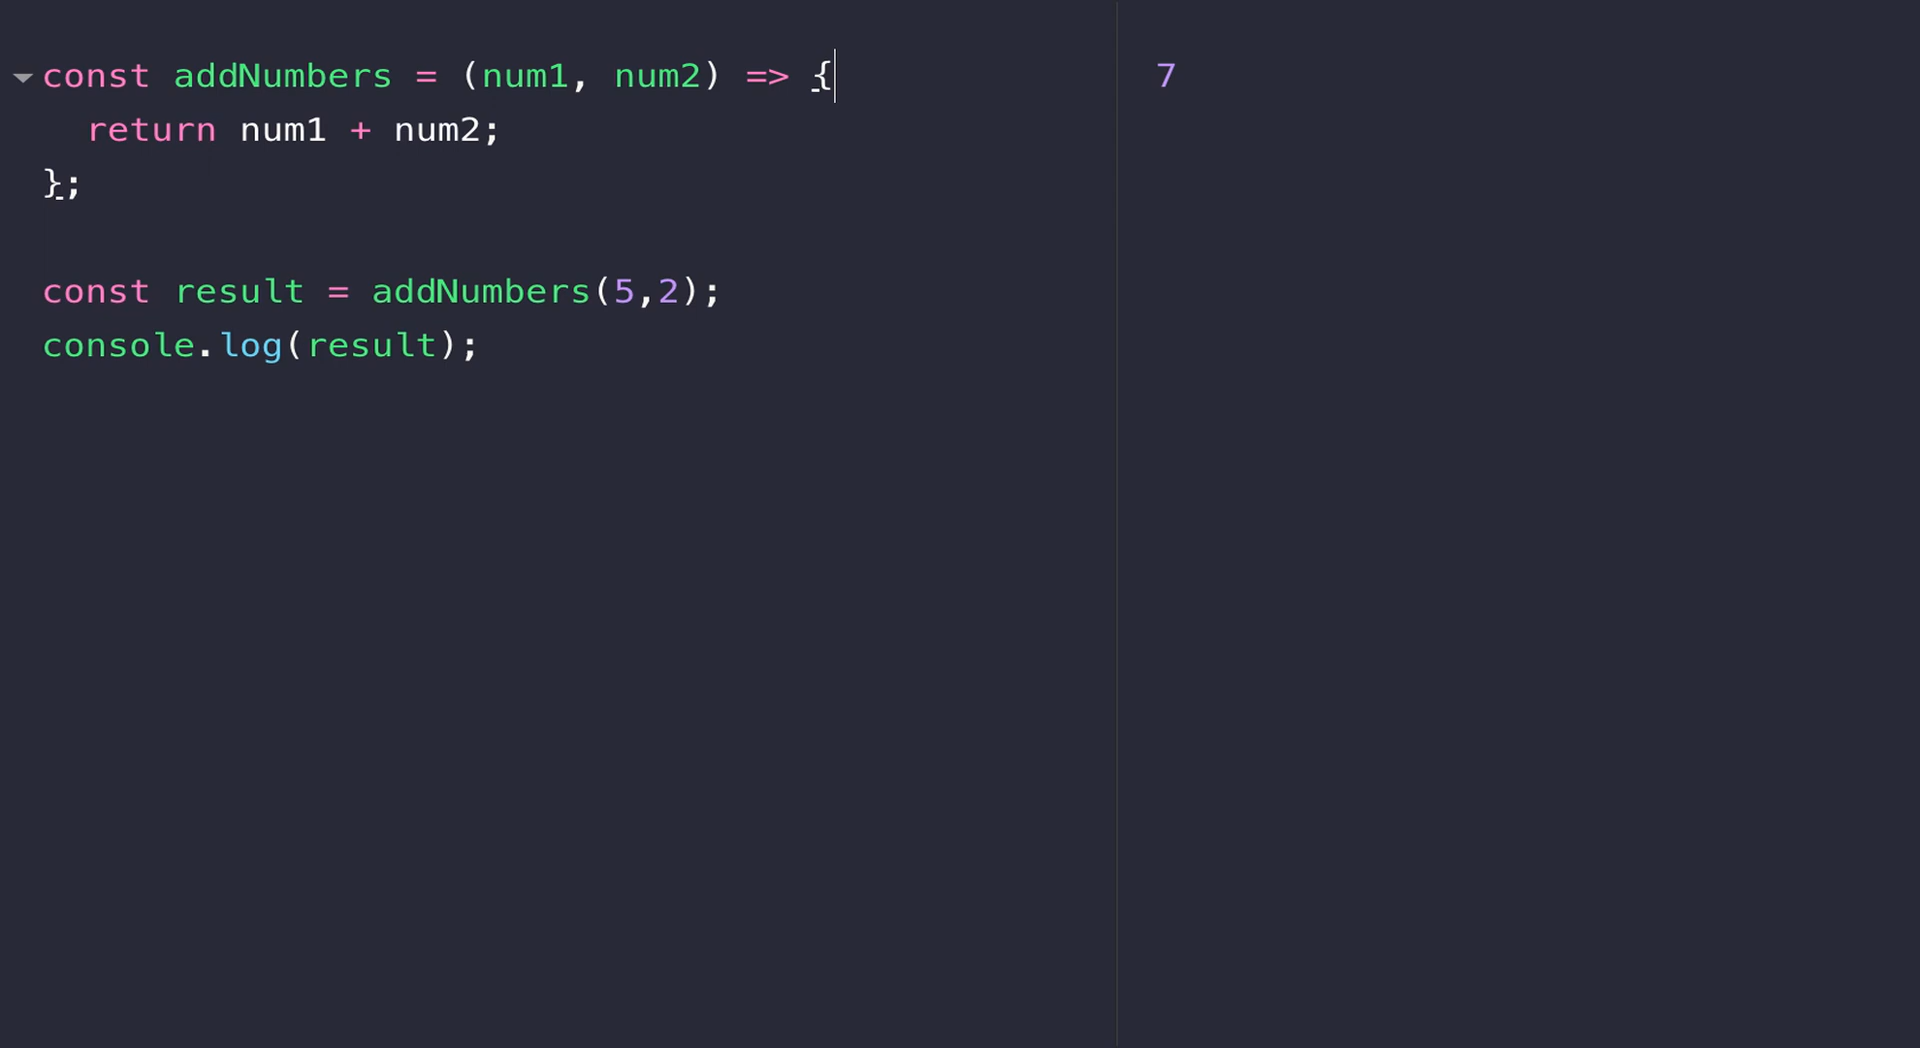 const addNumbers = (num1, num2) => {
  return num1 + num2;
};
const result = addNumbers(5,2);
console.log(result);
7